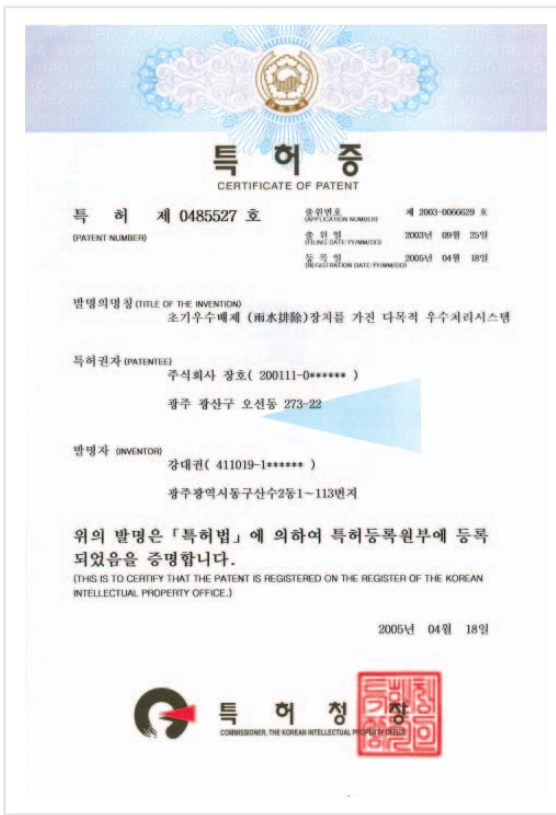 특 허 증
CERTIFICATE OF PATENT
특 허 제 0485527 호
(PATENT NUMBER)
출원번호 제 2003-0066629 호
(APPLICATION NUMBER)
출 원 일 2003년 09월 25일
(FILING DATE:YY/MM/DD)
등 록 일 2005년 04월 18일
(REGISTRATION DATE:YY/MM/DD)
발명의명칭 (TITLE OF THE INVENTION)
초기우수배제 (雨水排除)장치를 가진 다목적 우수처리시스템
특허권자 (PATENTEE)
주식회사 장호( 200111-0****** )
광주 광산구 오선동 273-22
발명자 (INVENTOR)
강대권( 411019-1****** )
광주광역시동구산수2동1~113번지
위의 발명은 「특허법」에 의하여 특허등록원부에 등록
되었음을 증명합니다.
(THIS IS TO CERTIFY THAT THE PATENT IS REGISTERED ON THE REGISTER OF THE KOREAN
INTELLECTUAL PROPERTY OFFICE.)
2005년 04월 18일
특 허 청 장
COMMISSIONER, THE KOREAN INTELLECTUAL PROPERTY OFFICE